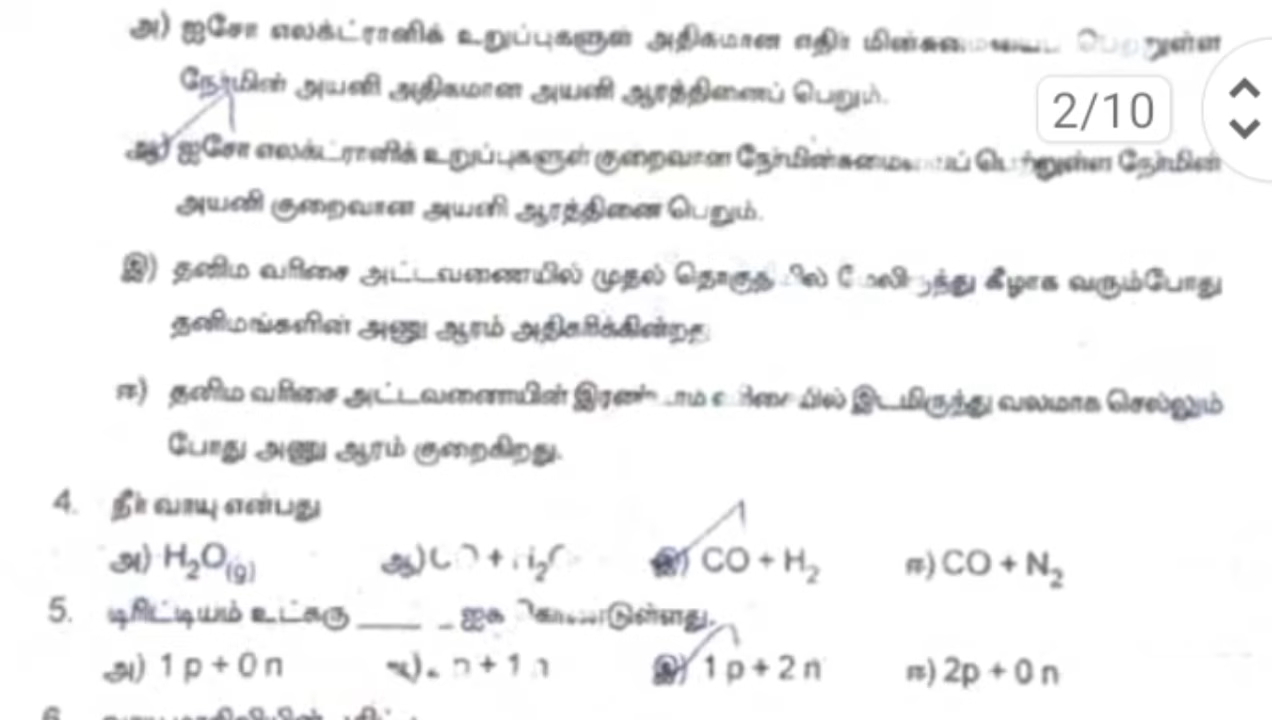 அ) ஐசோ எலக்ட்ரானிக் உறுப்புகளுள் அதிகமான எதிர்
நேர்மின் அயனி அதிகமான அயனி ஆரத்தினைப் பெறும்.
2/10
ஆ) ஐசோ எலக்ட்ரானிக் உறுப்புகளுள் குறைவான நேர்மின்சுமையைப் பெற்றுள்ள நேர்மின்
அயனி குறைவான அயனி ஆரத்தினை பெறும்.
இ) தனிம வரிசை அட்டவணையில் முதல் தொகுதியில் மேலிருந்து கீழாக வரும்போது
தனிமங்களின் அணு ஆரம் அதிகரிக்கின்றது
ஈ) தனிம வரிசை அட்டவணையின் இரண்டாம் வரிசையில் இடமிருந்து வலமாக செல்லும்
போது அணு ஆரம் குறைகிறது.
4. நீர் வாயு என்பது
அ) H₂O(g) ஆ) இ) CO + H₂ ஈ) CO + N₂
5. டிரிட்டியம் உட்கரு ____ ஐக் கொண்டுள்ளது.
அ) 1 p + 0 n இ) 1 p + 2 n ஈ) 2p + 0 n